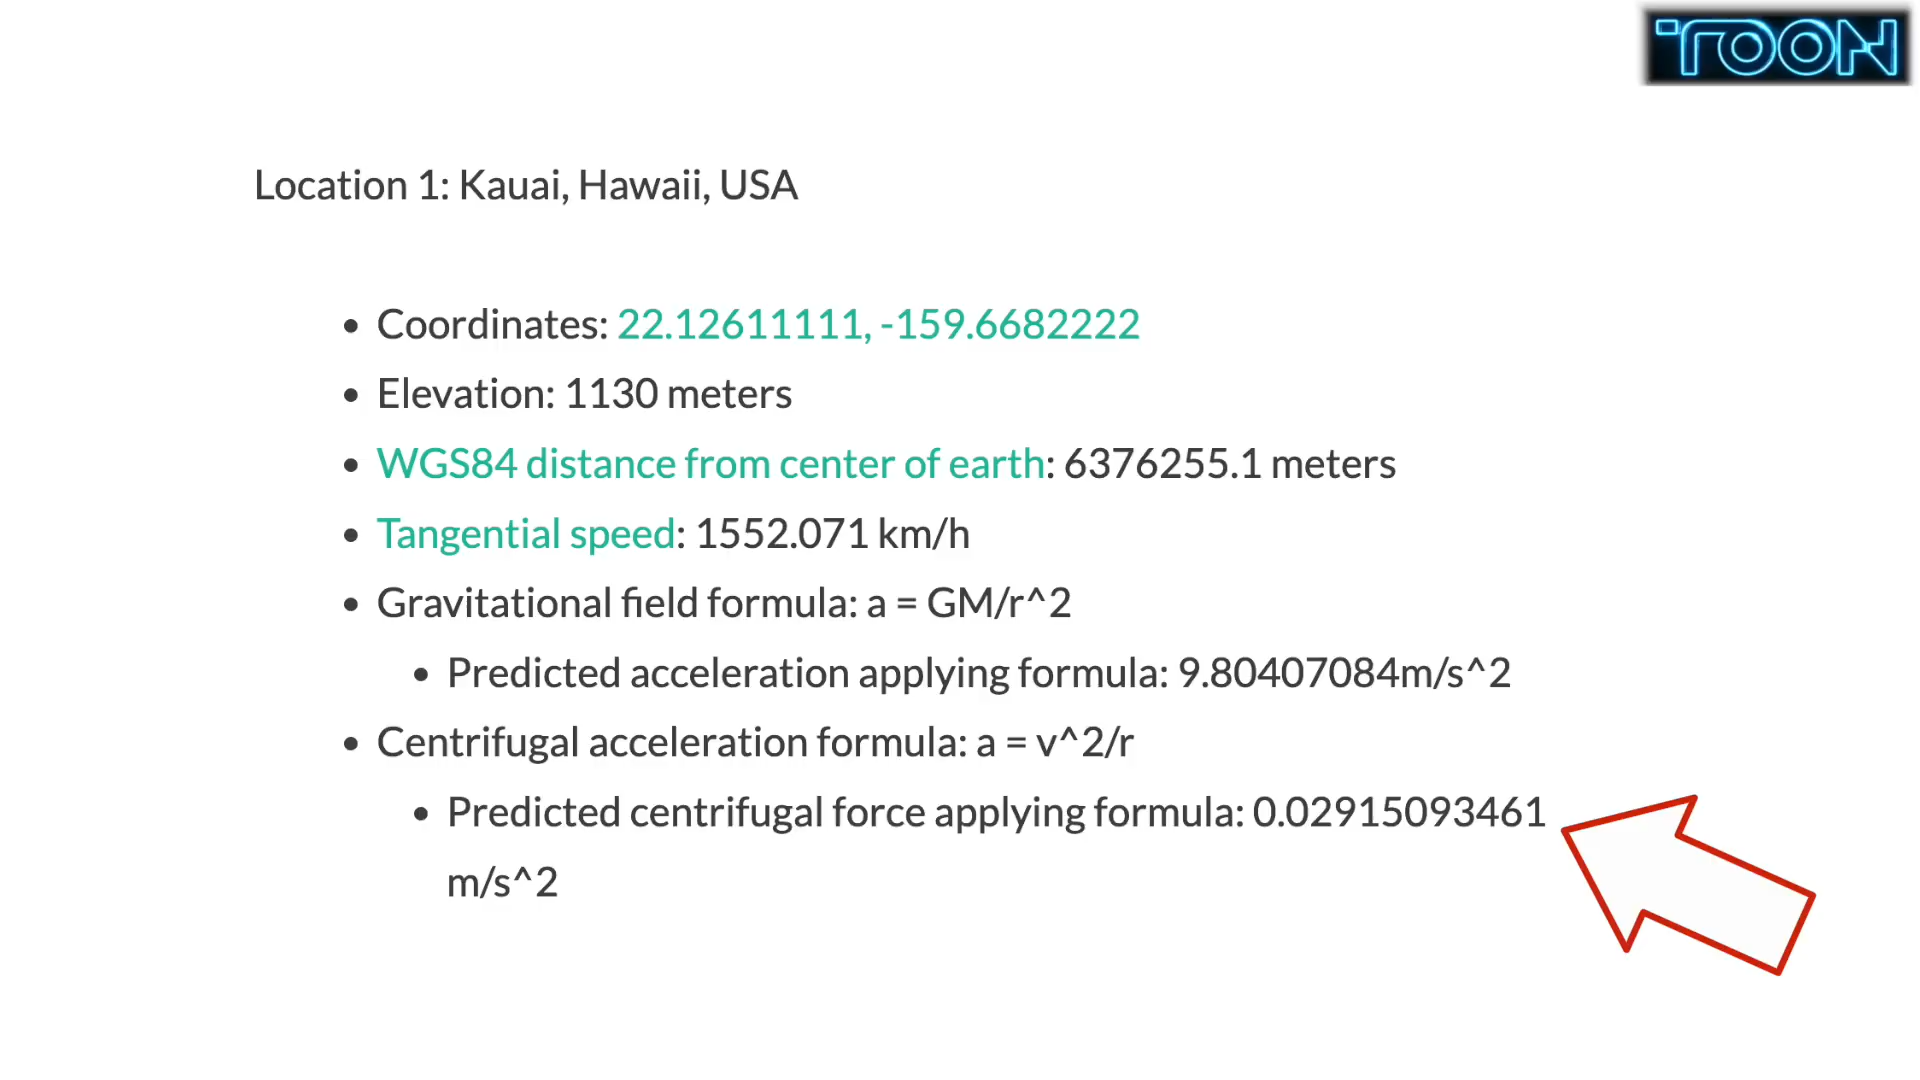 TOON
Location 1: Kauai, Hawaii, USA
• Coordinates: 22.12611111, -159.6682222
• Elevation: 1130 meters
• WGS84 distance from center of earth: 6376255.1 meters
• Tangential speed: 1552.071 km/h
• Gravitational field formula: a = GM/r^2
• Predicted acceleration applying formula: 9.80407084m/s^2
• Centrifugal acceleration formula: a = v^2/r
• Predicted centrifugal force applying formula: 0.02915093461
m/s^2